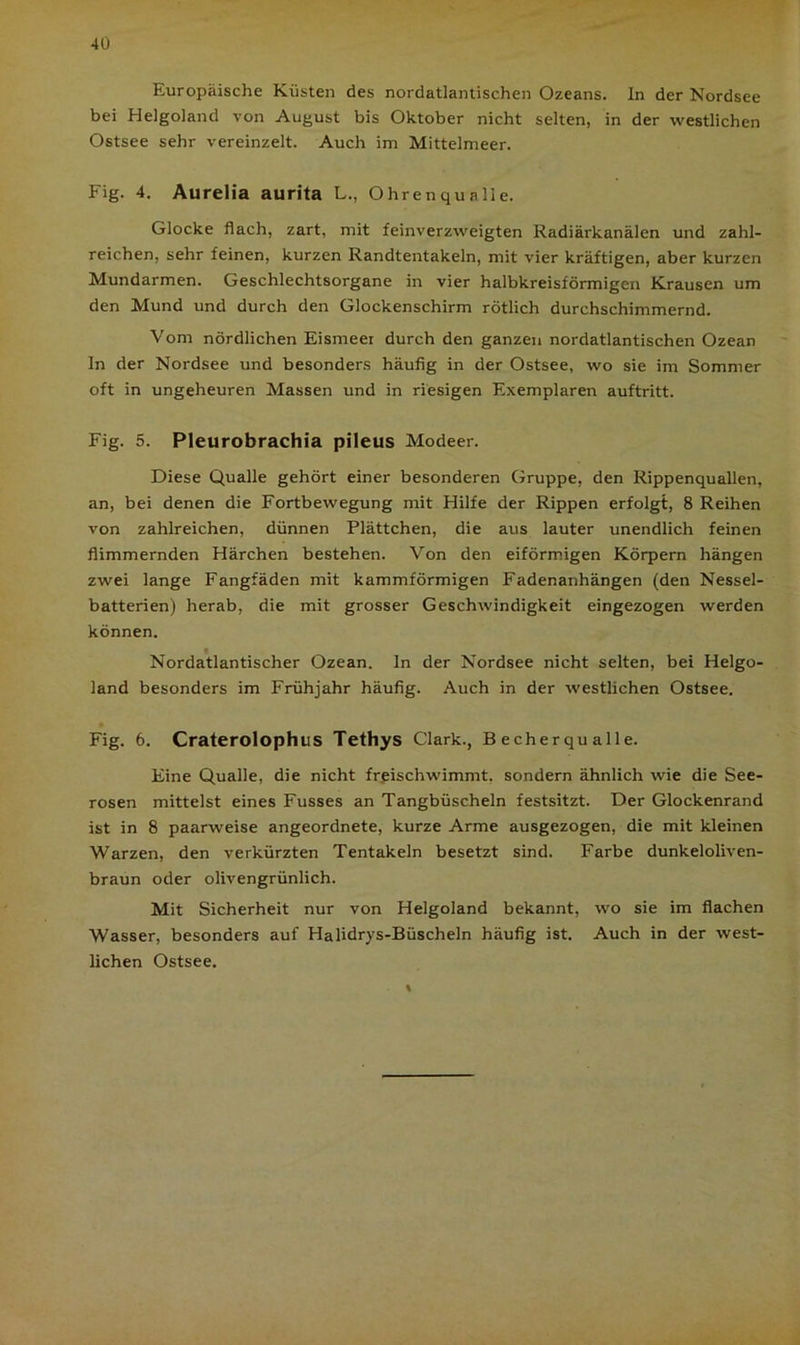 40
Europäische Küsten des nordatlantischen Ozeans. In der Nordsee
bei Helgoland von August bis Oktober nicht selten, in der westlichen
Ostsee sehr vereinzelt. Auch im Mittelmeer.
Fig. 4. Aurelia aurita L., Ohrenqualle.
Glocke flach, zart, mit feinverzweigten Radiärkanälen und zahl-
reichen, sehr feinen, kurzen Randtentakeln, mit vier kräftigen, aber kurzen
Mundarmen. Geschlechtsorgane in vier halbkreisförmigen Krausen um
den Mund und durch den Glockenschirm rötlich durchschimmernd.
Vom nördlichen Eismeer durch den ganzen nordatlantischen Ozean
In der Nordsee und besonders häufig in der Ostsee, wo sie im Sommer
oft in ungeheuren Massen und in riesigen Exemplaren auftritt.
Fig. 5. Pleurobrachia pileus Modeer.
Diese Qualle gehört einer besonderen Gruppe, den Rippenquallen,
an, bei denen die Fortbewegung mit Hilfe der Rippen erfolgt, 8 Reihen
von zahlreichen, dünnen Plättchen, die aus lauter unendlich feinen
flimmernden Härchen bestehen. Von den eiförmigen Körpern hängen
zwei lange Fangfäden mit kammförmigen Fadenanhängen (den Nessel-
batterien) herab, die mit grosser Geschwindigkeit eingezogen werden
können.
Nordatlantischer Ozean. In der Nordsee nicht selten, bei Helgo-
land besonders im Frühjahr häufig. Auch in der westlichen Ostsee.
Fig. 6. Craterolophus Tethys Clark., Becherqualle.
Eine Qualle, die nicht freischwimmt. sondern ähnlich wie die See-
rosen mittelst eines Fusses an Tangbüscheln festsitzt. Der Glockenrand
ist in 8 paarweise angeordnete, kurze Arme ausgezogen, die mit kleinen
Warzen, den verkürzten Tentakeln besetzt sind. Farbe dunkeloliven-
braun oder olivengrünlich.
Mit Sicherheit nur von Helgoland bekannt, wo sie im flachen
Wasser, besonders auf Halidrys-Büscheln häufig ist. Auch in der west-
lichen Ostsee.